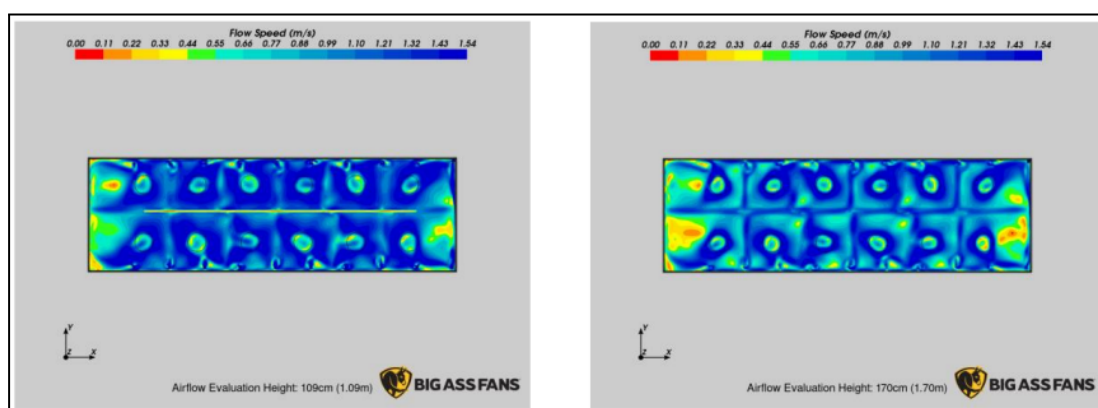 Flow Speed (m/s)
0.00 0.11 0.22 0.33 0.44 0.55 0.66 0.77 0.88 0.99 1.10 1.21 1.32 1.43 1.54
Y
Z X
Airflow Evaluation Height: 109cm (1.09m)
BIG ASS FANS
Flow Speed (m/s)
0.00 0.11 0.22 0.33 0.44 0.55 0.66 0.77 0.88 0.99 1.10 1.21 1.32 1.43 1.54
Y
Z X
Airflow Evaluation Height: 170cm (1.70m)
BIG ASS FANS